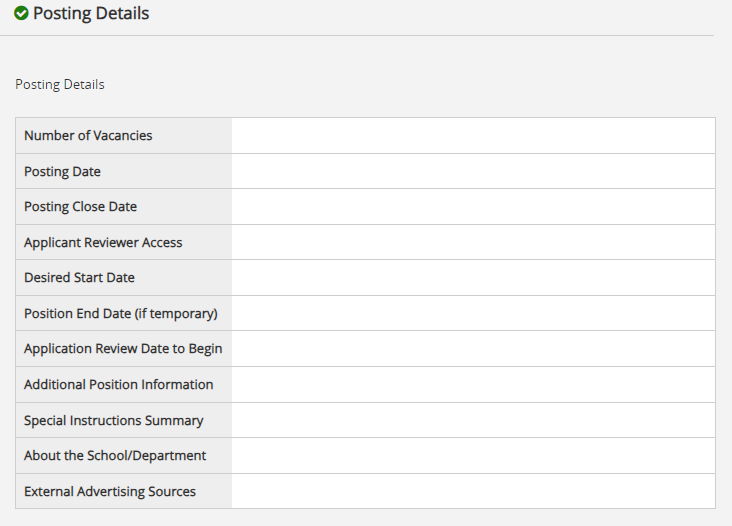 Posting Details
Posting Details
Number of Vacancies
Posting Date
Posting Close Date
Applicant Reviewer Access
Desired Start Date
Position End Date (if temporary)
Application Review Date to Begin
Additional Position Information
Special Instructions Summary
About the School/Department
External Advertising Sources